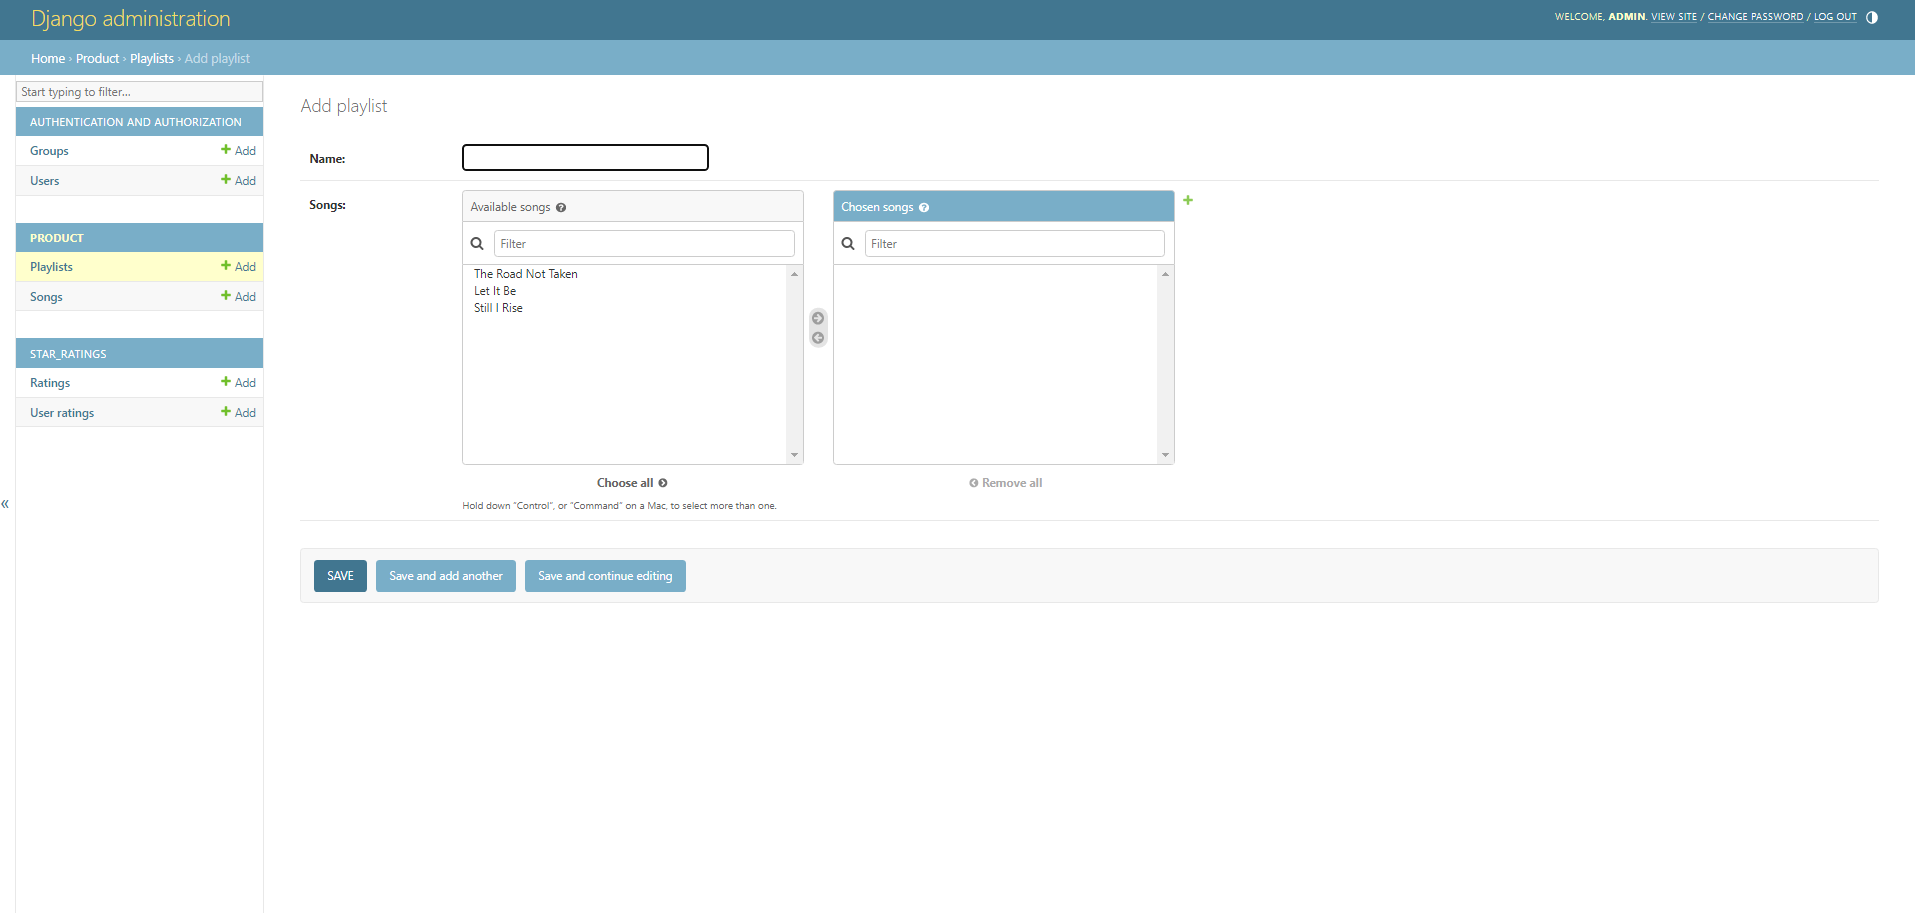 Django administration
WELCOME, ADMIN. VIEW SITE / CHANGE PASSWORD / LOG OUT
Home › Product › Playlists › Add playlist
Start typing to filter...
AUTHENTICATION AND AUTHORIZATION
Groups + Add
Users + Add
PRODUCT
Playlists + Add
Songs + Add
STAR_RATINGS
Ratings + Add
User ratings + Add
«
Add playlist
Name:
Songs:
Available songs ?
Filter
The Road Not Taken
Let It Be
Still I Rise
Choose all
Chosen songs ?
Filter
Remove all
Hold down “Control”, or “Command” on a Mac, to select more than one.
SAVE
Save and add another
Save and continue editing